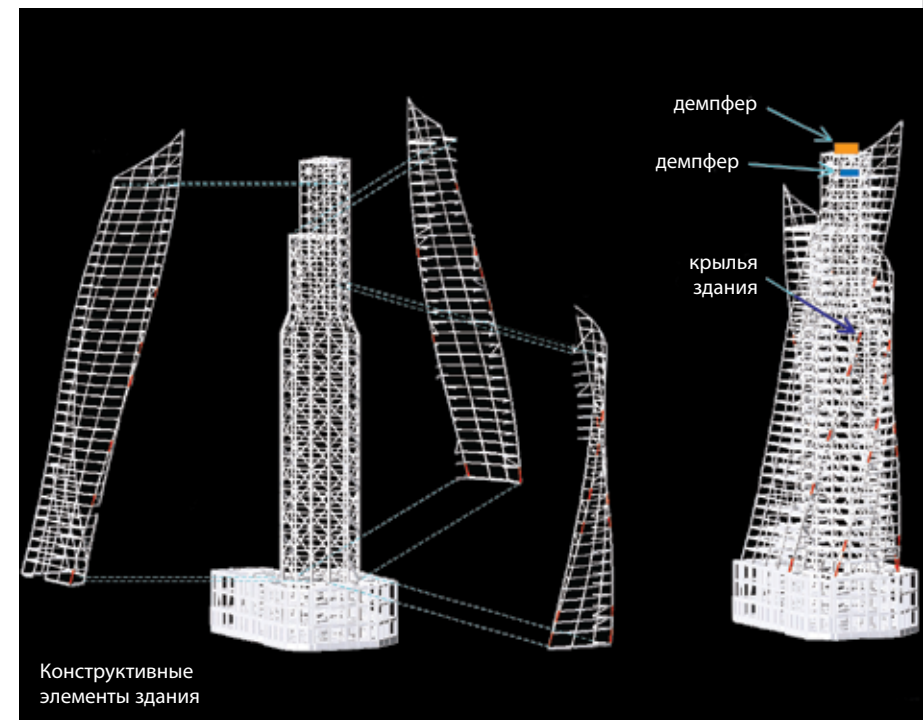 демпфер
демпфер
крылья
здания
Конструктивные
элементы здания